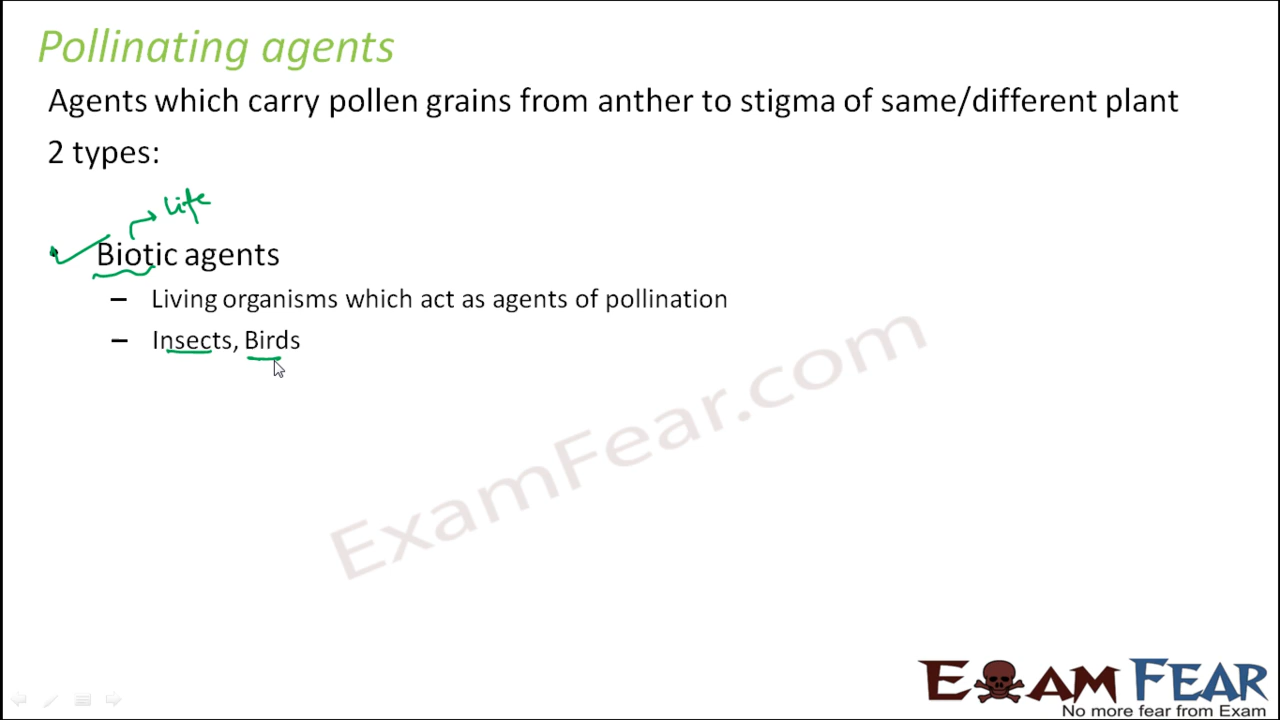 Pollinating agents
Agents which carry pollen grains from anther to stigma of same/different plant
2 types:
Life
Biotic agents
– Living organisms which act as agents of pollination
– Insects, Birds
ExamFear.com
EXAM FEAR
No more fear from Exam